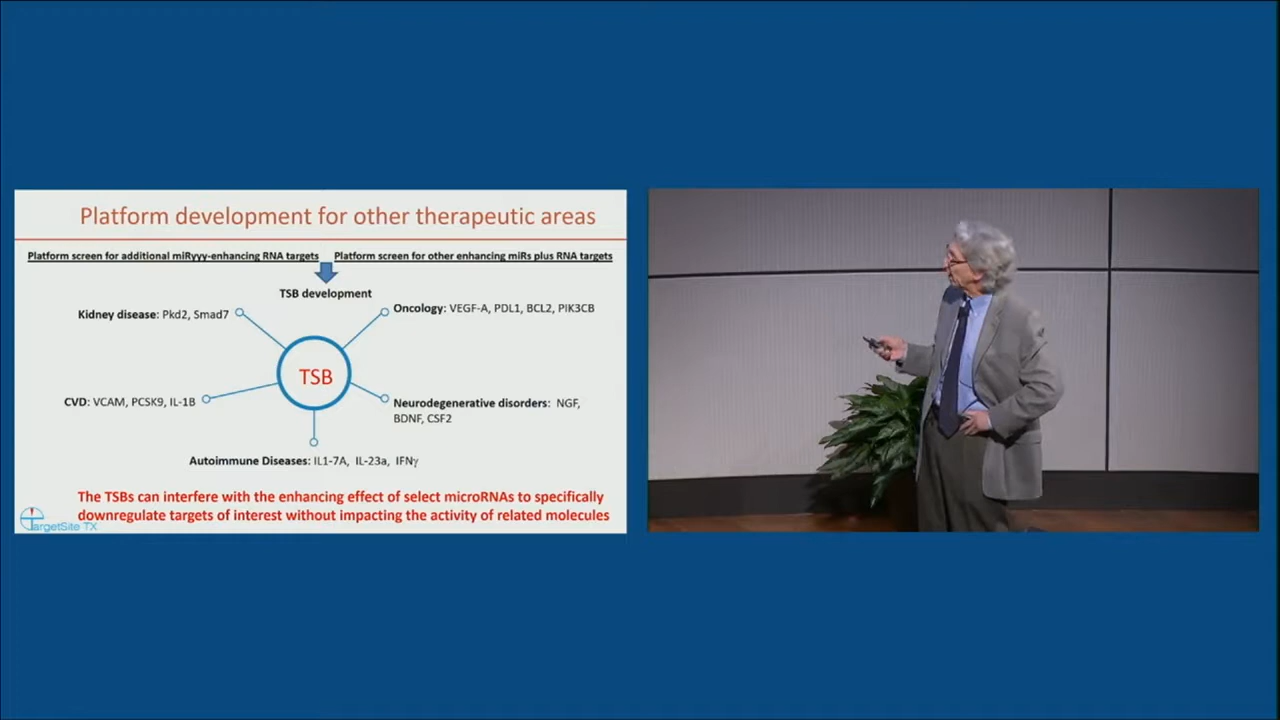 Platform development for other therapeutic areas
Platform screen for additional miRyyy-enhancing RNA targets
Platform screen for other enhancing miRs plus RNA targets
TSB development
Kidney disease: Pkd2, Smad7
Oncology: VEGF-A, PDL1, BCL2, PIK3CB
TSB
CVD: VCAM, PCSK9, IL-1B
Neurodegenerative disorders: NGF,
BDNF, CSF2
Autoimmune Diseases: IL1-7A, IL-23a, IFNγ
The TSBs can interfere with the enhancing effect of select microRNAs to specifically
downregulate targets of interest without impacting the activity of related molecules
TargetSite TX